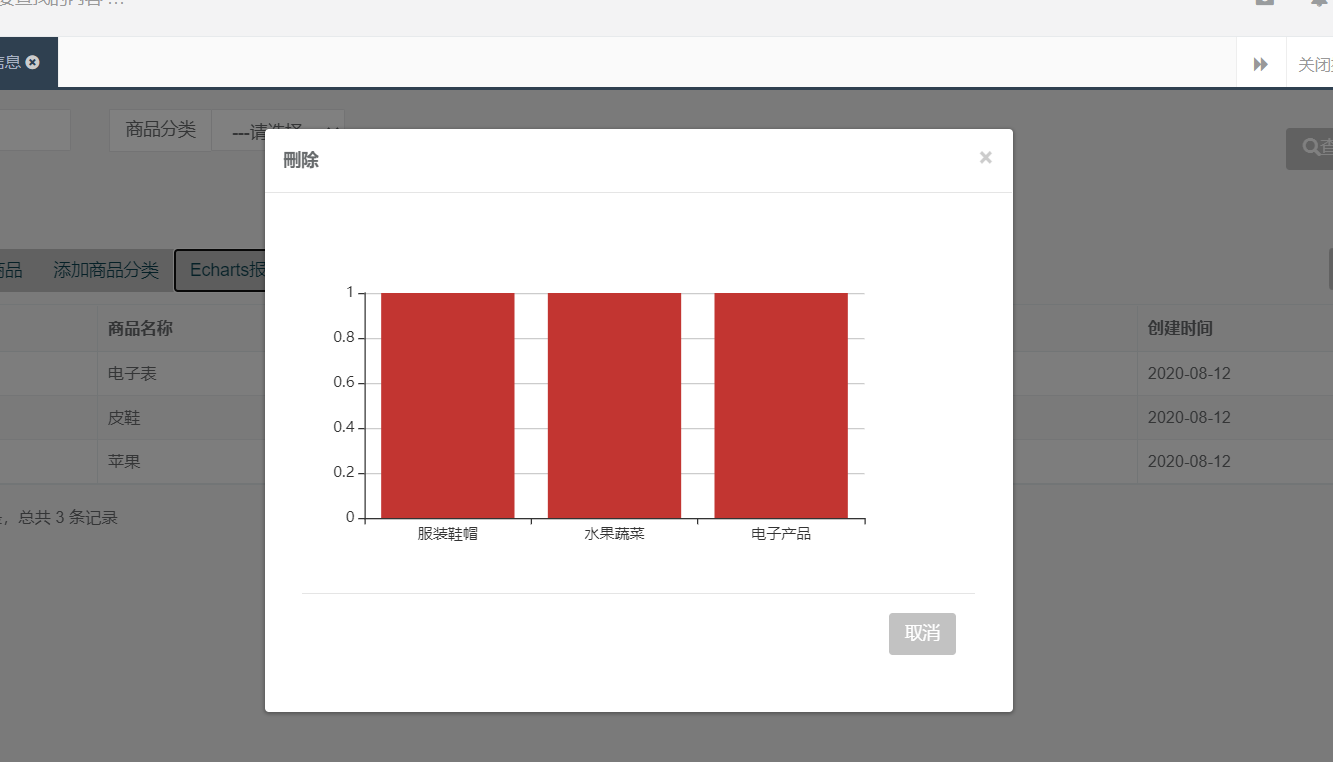 信息
关闭
商品分类
---请选择
查
刪除
×
商品
添加商品分类
Echarts报
商品名称
创建时间
电子表
2020-08-12
皮鞋
2020-08-12
苹果
2020-08-12
,总共 3 条记录
1
0.8
0.6
0.4
0.2
0
服装鞋帽
水果蔬菜
电子产品
取消